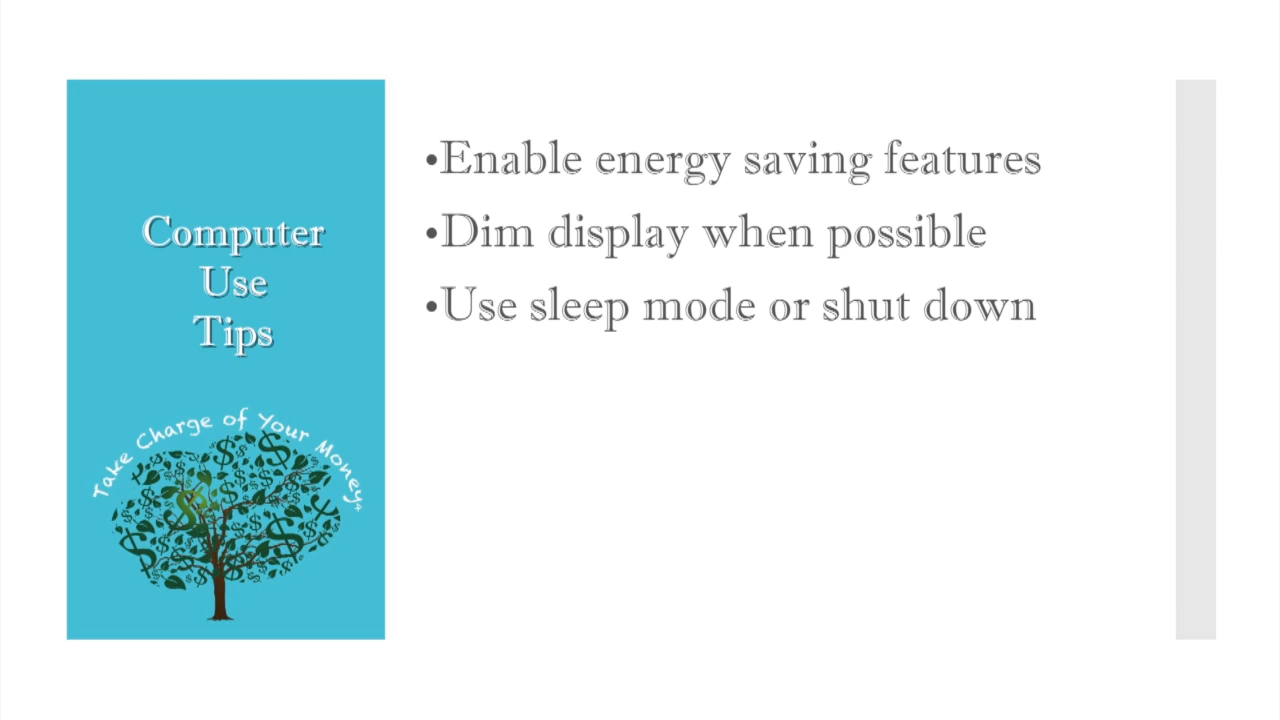 Computer
Use
Tips
Take Charge of Your Money
•Enable energy saving features
•Dim display when possible
•Use sleep mode or shut down